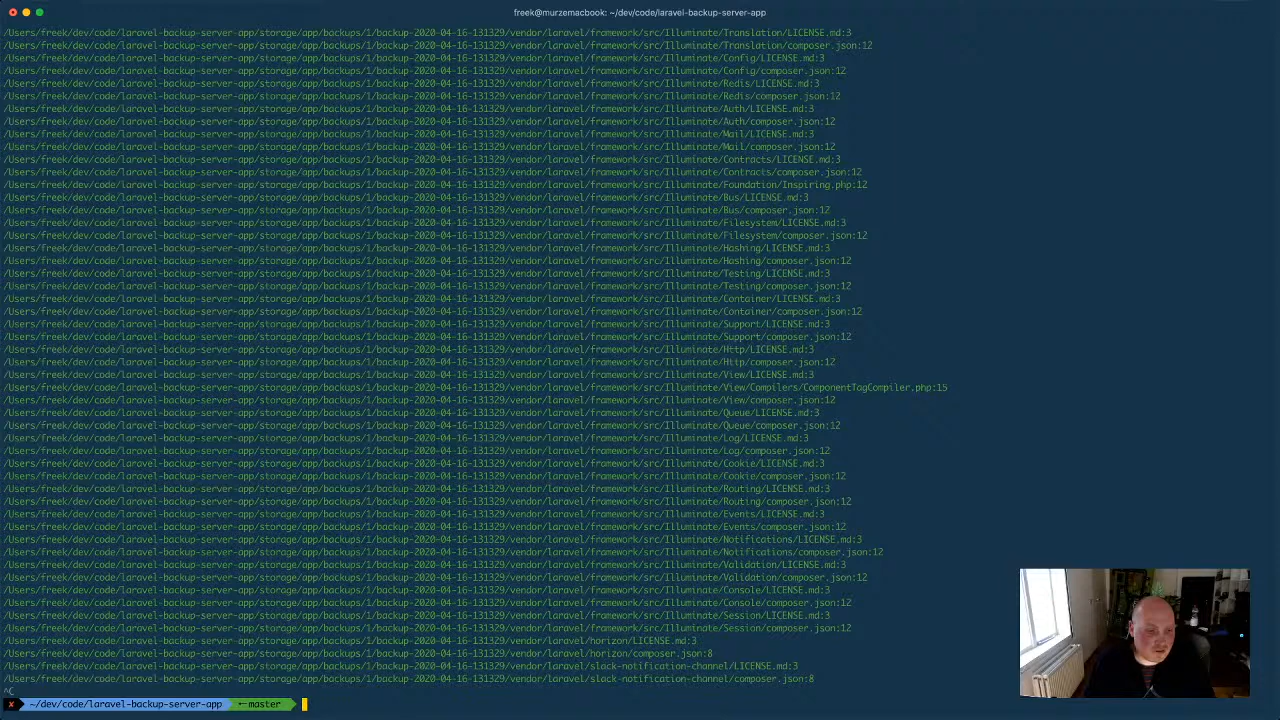 freek@murzemacbook: ~/dev/code/laravel-backup-server-app
/Users/freek/dev/code/laravel-backup-server-app/storage/app/backups/1/backup-2020-04-16-131329/vendor/laravel/framework/src/Illuminate/Translation/LICENSE.md:3
/Users/freek/dev/code/laravel-backup-server-app/storage/app/backups/1/backup-2020-04-16-131329/vendor/laravel/framework/src/Illuminate/Translation/composer.json:12
/Users/freek/dev/code/laravel-backup-server-app/storage/app/backups/1/backup-2020-04-16-131329/vendor/laravel/framework/src/Illuminate/Config/LICENSE.md:3
/Users/freek/dev/code/laravel-backup-server-app/storage/app/backups/1/backup-2020-04-16-131329/vendor/laravel/framework/src/Illuminate/Config/composer.json:12
/Users/freek/dev/code/laravel-backup-server-app/storage/app/backups/1/backup-2020-04-16-131329/vendor/laravel/framework/src/Illuminate/Redis/LICENSE.md:3
/Users/freek/dev/code/laravel-backup-server-app/storage/app/backups/1/backup-2020-04-16-131329/vendor/laravel/framework/src/Illuminate/Redis/composer.json:12
/Users/freek/dev/code/laravel-backup-server-app/storage/app/backups/1/backup-2020-04-16-131329/vendor/laravel/framework/src/Illuminate/Auth/LICENSE.md:3
/Users/freek/dev/code/laravel-backup-server-app/storage/app/backups/1/backup-2020-04-16-131329/vendor/laravel/framework/src/Illuminate/Auth/composer.json:12
/Users/freek/dev/code/laravel-backup-server-app/storage/app/backups/1/backup-2020-04-16-131329/vendor/laravel/framework/src/Illuminate/Mail/LICENSE.md:3
/Users/freek/dev/code/laravel-backup-server-app/storage/app/backups/1/backup-2020-04-16-131329/vendor/laravel/framework/src/Illuminate/Mail/composer.json:12
/Users/freek/dev/code/laravel-backup-server-app/storage/app/backups/1/backup-2020-04-16-131329/vendor/laravel/framework/src/Illuminate/Contracts/LICENSE.md:3
/Users/freek/dev/code/laravel-backup-server-app/storage/app/backups/1/backup-2020-04-16-131329/vendor/laravel/framework/src/Illuminate/Contracts/composer.json:12
/Users/freek/dev/code/laravel-backup-server-app/storage/app/backups/1/backup-2020-04-16-131329/vendor/laravel/framework/src/Illuminate/Foundation/Inspiring.php:12
/Users/freek/dev/code/laravel-backup-server-app/storage/app/backups/1/backup-2020-04-16-131329/vendor/laravel/framework/src/Illuminate/Bus/LICENSE.md:3
/Users/freek/dev/code/laravel-backup-server-app/storage/app/backups/1/backup-2020-04-16-131329/vendor/laravel/framework/src/Illuminate/Bus/composer.json:12
/Users/freek/dev/code/laravel-backup-server-app/storage/app/backups/1/backup-2020-04-16-131329/vendor/laravel/framework/src/Illuminate/Filesystem/LICENSE.md:3
/Users/freek/dev/code/laravel-backup-server-app/storage/app/backups/1/backup-2020-04-16-131329/vendor/laravel/framework/src/Illuminate/Filesystem/composer.json:12
/Users/freek/dev/code/laravel-backup-server-app/storage/app/backups/1/backup-2020-04-16-131329/vendor/laravel/framework/src/Illuminate/Hashing/LICENSE.md:3
/Users/freek/dev/code/laravel-backup-server-app/storage/app/backups/1/backup-2020-04-16-131329/vendor/laravel/framework/src/Illuminate/Hashing/composer.json:12
/Users/freek/dev/code/laravel-backup-server-app/storage/app/backups/1/backup-2020-04-16-131329/vendor/laravel/framework/src/Illuminate/Testing/LICENSE.md:3
/Users/freek/dev/code/laravel-backup-server-app/storage/app/backups/1/backup-2020-04-16-131329/vendor/laravel/framework/src/Illuminate/Testing/composer.json:12
/Users/freek/dev/code/laravel-backup-server-app/storage/app/backups/1/backup-2020-04-16-131329/vendor/laravel/framework/src/Illuminate/Container/LICENSE.md:3
/Users/freek/dev/code/laravel-backup-server-app/storage/app/backups/1/backup-2020-04-16-131329/vendor/laravel/framework/src/Illuminate/Container/composer.json:12
/Users/freek/dev/code/laravel-backup-server-app/storage/app/backups/1/backup-2020-04-16-131329/vendor/laravel/framework/src/Illuminate/Support/LICENSE.md:3
/Users/freek/dev/code/laravel-backup-server-app/storage/app/backups/1/backup-2020-04-16-131329/vendor/laravel/framework/src/Illuminate/Support/composer.json:12
/Users/freek/dev/code/laravel-backup-server-app/storage/app/backups/1/backup-2020-04-16-131329/vendor/laravel/framework/src/Illuminate/Http/LICENSE.md:3
/Users/freek/dev/code/laravel-backup-server-app/storage/app/backups/1/backup-2020-04-16-131329/vendor/laravel/framework/src/Illuminate/Http/composer.json:12
/Users/freek/dev/code/laravel-backup-server-app/storage/app/backups/1/backup-2020-04-16-131329/vendor/laravel/framework/src/Illuminate/View/LICENSE.md:3
/Users/freek/dev/code/laravel-backup-server-app/storage/app/backups/1/backup-2020-04-16-131329/vendor/laravel/framework/src/Illuminate/View/Compilers/ComponentTagCompiler.php:15
/Users/freek/dev/code/laravel-backup-server-app/storage/app/backups/1/backup-2020-04-16-131329/vendor/laravel/framework/src/Illuminate/View/composer.json:12
/Users/freek/dev/code/laravel-backup-server-app/storage/app/backups/1/backup-2020-04-16-131329/vendor/laravel/framework/src/Illuminate/Queue/LICENSE.md:3
/Users/freek/dev/code/laravel-backup-server-app/storage/app/backups/1/backup-2020-04-16-131329/vendor/laravel/framework/src/Illuminate/Queue/composer.json:12
/Users/freek/dev/code/laravel-backup-server-app/storage/app/backups/1/backup-2020-04-16-131329/vendor/laravel/framework/src/Illuminate/Log/LICENSE.md:3
/Users/freek/dev/code/laravel-backup-server-app/storage/app/backups/1/backup-2020-04-16-131329/vendor/laravel/framework/src/Illuminate/Log/composer.json:12
/Users/freek/dev/code/laravel-backup-server-app/storage/app/backups/1/backup-2020-04-16-131329/vendor/laravel/framework/src/Illuminate/Cookie/LICENSE.md:3
/Users/freek/dev/code/laravel-backup-server-app/storage/app/backups/1/backup-2020-04-16-131329/vendor/laravel/framework/src/Illuminate/Cookie/composer.json:12
/Users/freek/dev/code/laravel-backup-server-app/storage/app/backups/1/backup-2020-04-16-131329/vendor/laravel/framework/src/Illuminate/Routing/LICENSE.md:3
/Users/freek/dev/code/laravel-backup-server-app/storage/app/backups/1/backup-2020-04-16-131329/vendor/laravel/framework/src/Illuminate/Routing/composer.json:12
/Users/freek/dev/code/laravel-backup-server-app/storage/app/backups/1/backup-2020-04-16-131329/vendor/laravel/framework/src/Illuminate/Events/LICENSE.md:3
/Users/freek/dev/code/laravel-backup-server-app/storage/app/backups/1/backup-2020-04-16-131329/vendor/laravel/framework/src/Illuminate/Events/composer.json:12
/Users/freek/dev/code/laravel-backup-server-app/storage/app/backups/1/backup-2020-04-16-131329/vendor/laravel/framework/src/Illuminate/Notifications/LICENSE.md:3
/Users/freek/dev/code/laravel-backup-server-app/storage/app/backups/1/backup-2020-04-16-131329/vendor/laravel/framework/src/Illuminate/Notifications/composer.json:12
/Users/freek/dev/code/laravel-backup-server-app/storage/app/backups/1/backup-2020-04-16-131329/vendor/laravel/framework/src/Illuminate/Validation/LICENSE.md:3
/Users/freek/dev/code/laravel-backup-server-app/storage/app/backups/1/backup-2020-04-16-131329/vendor/laravel/framework/src/Illuminate/Validation/composer.json:12
/Users/freek/dev/code/laravel-backup-server-app/storage/app/backups/1/backup-2020-04-16-131329/vendor/laravel/framework/src/Illuminate/Console/LICENSE.md:3
/Users/freek/dev/code/laravel-backup-server-app/storage/app/backups/1/backup-2020-04-16-131329/vendor/laravel/framework/src/Illuminate/Console/composer.json:12
/Users/freek/dev/code/laravel-backup-server-app/storage/app/backups/1/backup-2020-04-16-131329/vendor/laravel/framework/src/Illuminate/Session/LICENSE.md:3
/Users/freek/dev/code/laravel-backup-server-app/storage/app/backups/1/backup-2020-04-16-131329/vendor/laravel/framework/src/Illuminate/Session/composer.json:12
/Users/freek/dev/code/laravel-backup-server-app/storage/app/backups/1/backup-2020-04-16-131329/vendor/laravel/horizon/LICENSE.md:3
/Users/freek/dev/code/laravel-backup-server-app/storage/app/backups/1/backup-2020-04-16-131329/vendor/laravel/horizon/composer.json:8
/Users/freek/dev/code/laravel-backup-server-app/storage/app/backups/1/backup-2020-04-16-131329/vendor/laravel/slack-notification-channel/LICENSE.md:3
/Users/freek/dev/code/laravel-backup-server-app/storage/app/backups/1/backup-2020-04-16-131329/vendor/laravel/slack-notification-channel/composer.json:8
^C
✘ ~/dev/code/laravel-backup-server-app master